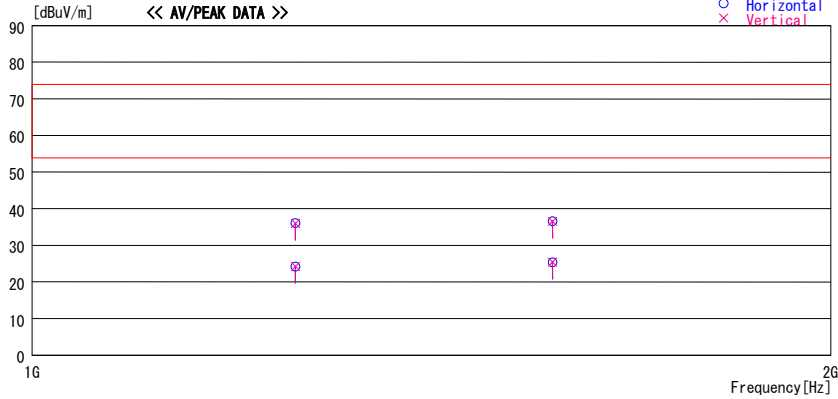 [dBuV/m] << AV/PEAK DATA >>
○ Horizontal
× Vertical
90
80
70
60
50
40
30
20
10
0
1G 2G
Frequency[Hz]